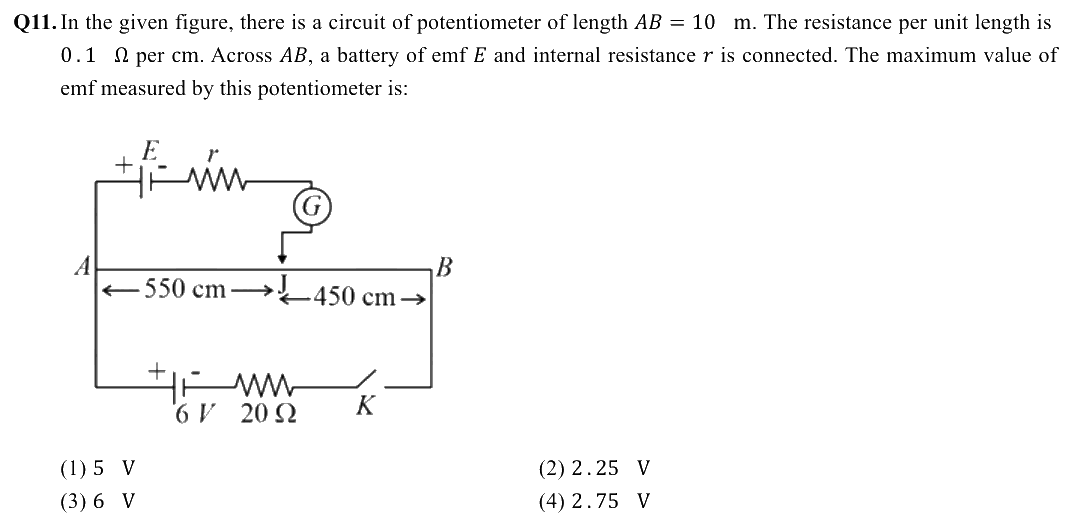 Q11. In the given figure, there is a circuit of potentiometer of length AB = 10 m. The resistance per unit length is
0.1 Ω per cm. Across AB, a battery of emf E and internal resistance r is connected. The maximum value of
emf measured by this potentiometer is:
+ E - r
G
A B
550 cm J 450 cm
+ -
6 V 20 Ω K
(1) 5 V (2) 2.25 V
(3) 6 V (4) 2.75 V